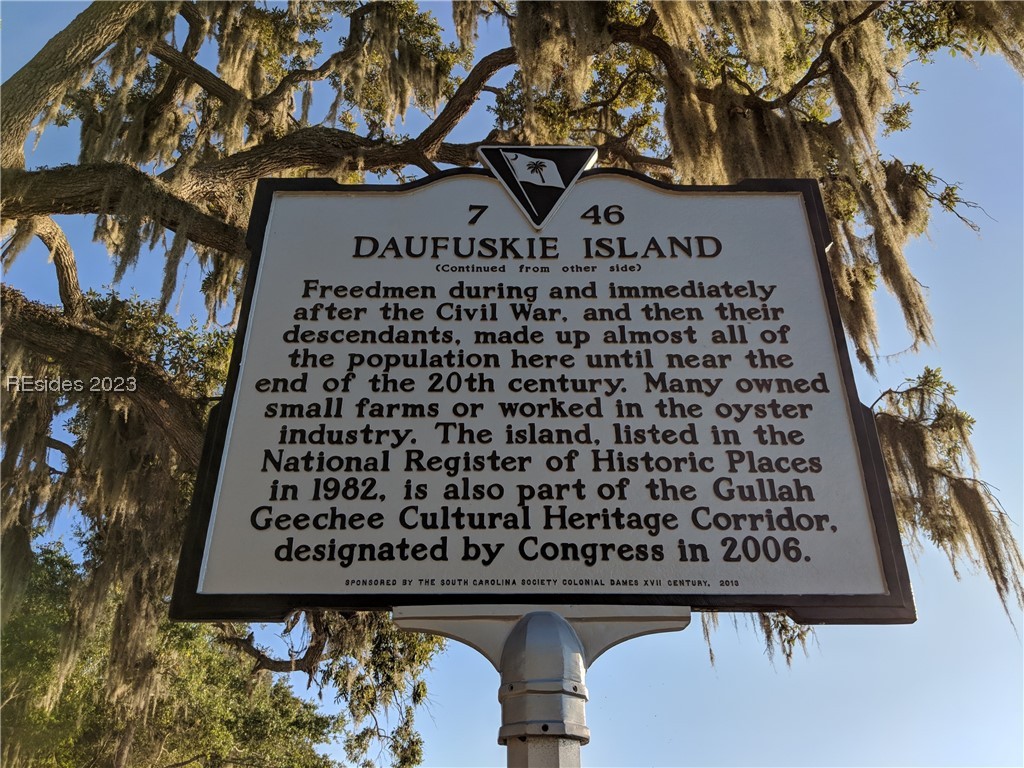 7 46
DAUFUSKIE ISLAND
(Continued from other side)
Freedmen during and immediately
after the Civil War, and then their
descendants, made up almost all of
the population here until near the
end of the 20th century. Many owned
small farms or worked in the oyster
industry. The island, listed in the
National Register of Historic Places
in 1982, is also part of the Gullah
Geechee Cultural Heritage Corridor,
designated by Congress in 2006.
SPONSORED BY THE SOUTH CAROLINA SOCIETY COLONIAL DAMES XVII CENTURY, 2013
REsides 2023